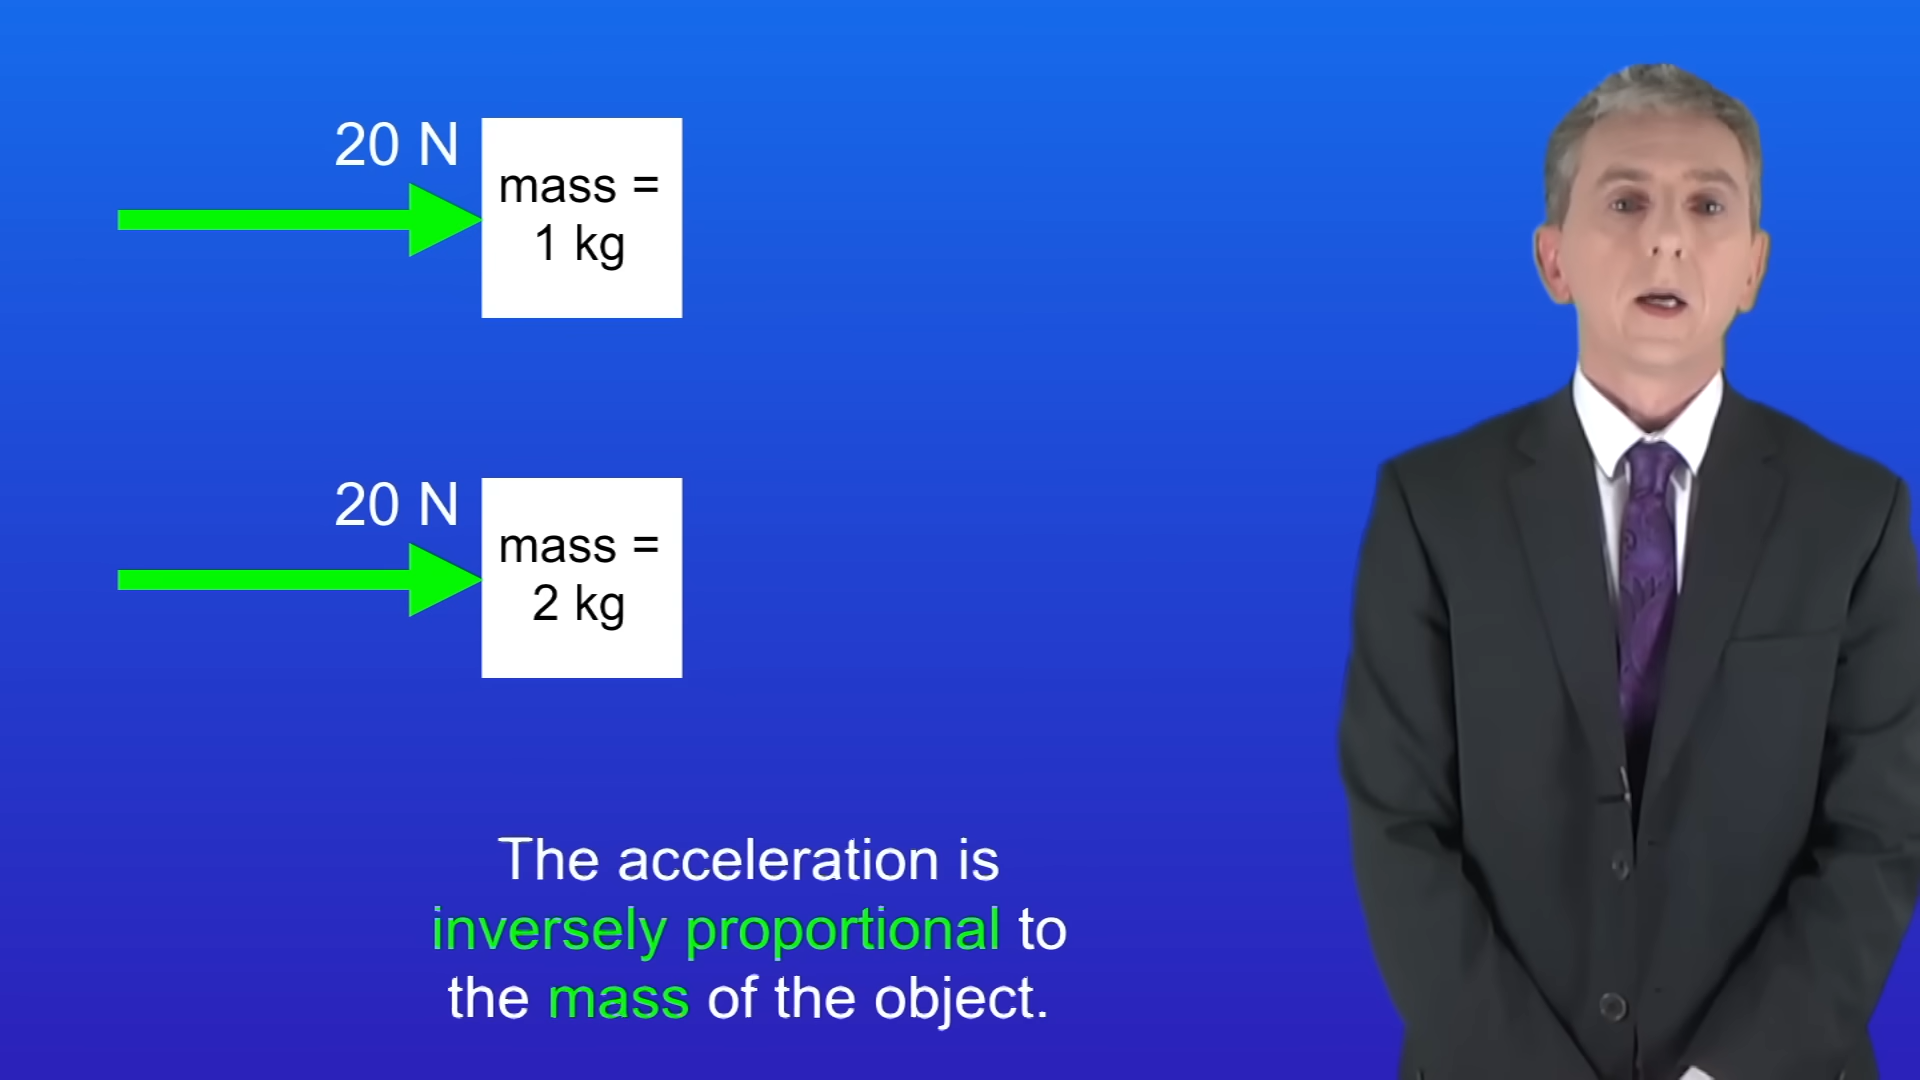 20 N
mass =
1 kg
20 N
mass =
2 kg
The acceleration is
inversely proportional to
the mass of the object.